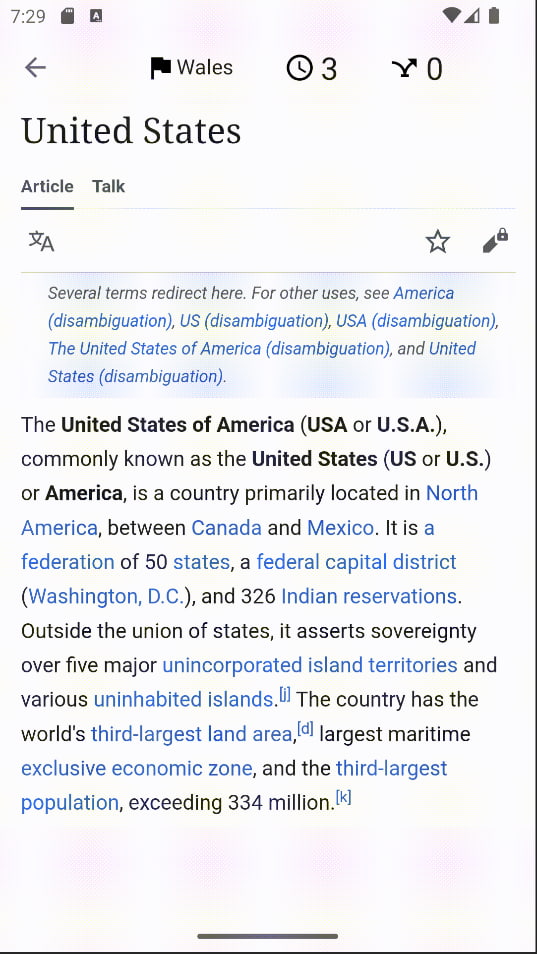 7:29
A
Wales
3
0
United States
Article Talk
文A
Several terms redirect here. For other uses, see America
(disambiguation), US (disambiguation), USA (disambiguation),
The United States of America (disambiguation), and United
States (disambiguation).
The United States of America (USA or U.S.A.),
commonly known as the United States (US or U.S.)
or America, is a country primarily located in North
America, between Canada and Mexico. It is a
federation of 50 states, a federal capital district
(Washington, D.C.), and 326 Indian reservations.
Outside the union of states, it asserts sovereignty
over five major unincorporated island territories and
various uninhabited islands.[j] The country has the
world's third-largest land area,[d] largest maritime
exclusive economic zone, and the third-largest
population, exceeding 334 million.[k]